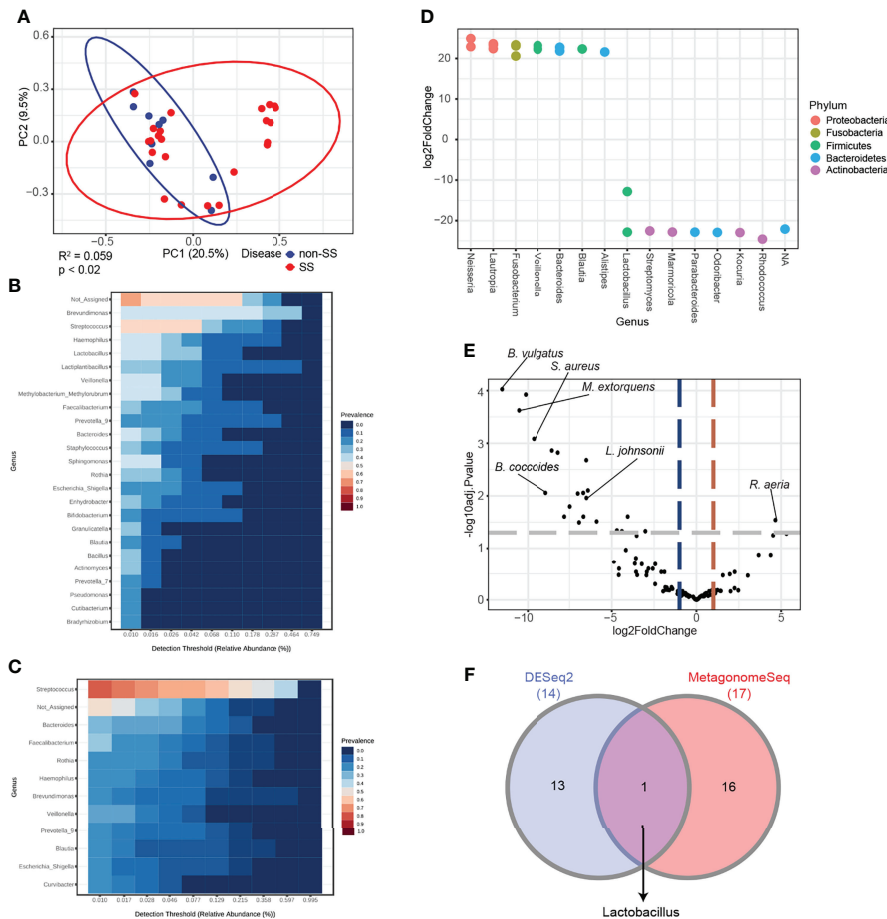 A
0.6
0.3
0.0
−0.3
PC2 (9.5%)
−0.5
0.0
0.5
PC1 (20.5%)
R² = 0.059
p < 0.02
Disease
non-SS
SS
B
Genus
Not_Assigned
Brevundimonas
Streptococcus
Haemophilus
Lactobacillus
Lactplantibacillus
Veillonella
Methylobacterium_Methylorubrum
Faecalibacterium
Prevotella_9
Bacteroides
Staphylococcus
Sphingomonas
Rothia
Escherichia_Shigella
Enhydrobacter
Bifidobacterium
Granulicatella
Blautia
Bacillus
Actinomyces
Prevotella_7
Pseudomonas
Cutibacterium
Bradyrhizobium
0.010 0.016 0.026 0.042 0.068 0.110 0.178 0.287 0.464 0.749
Detection Threshold (Relative Abundance (%))
Prevalence
0.0
0.1
0.2
0.3
0.4
0.5
0.6
0.7
0.8
0.9
1.0
C
Genus
Streptococcus
Not_Assigned
Bacteroides
Faecalibacterium
Rothia
Haemophilus
Brevundimonas
Veillonella
Prevotella_9
Blautia
Escherichia_Shigella
Curvibacter
0.010 0.017 0.028 0.046 0.077 0.129 0.215 0.358 0.597 0.995
Detection Threshold (Relative Abundance (%))
Prevalence
0.0
0.1
0.2
0.3
0.4
0.5
0.6
0.7
0.8
0.9
1.0
D
log2FoldChange
20
10
0
−10
−20
Neisseria
Lautropia
Fusobacterium
Veillonella
Bacteroides
Blautia
Alistipes
Lactobacillus
Streptomyces
Marmoricola
Parabacteroides
Odoribacter
Kocuria
Rhodococcus
NA
Genus
Phylum
Proteobacteria
Fusobacteria
Firmicutes
Bacteroidetes
Actinobacteria
E
-log10adj.Pvalue
4
3
2
1
0
B. vulgatus
S. aureus
M. extorquens
L. johnsonii
B. cocccides
R. aeria
−10
−5
0
5
log2FoldChange
F
DESeq2
(14)
MetagonomeSeq
(17)
13
1
16
Lactobacillus